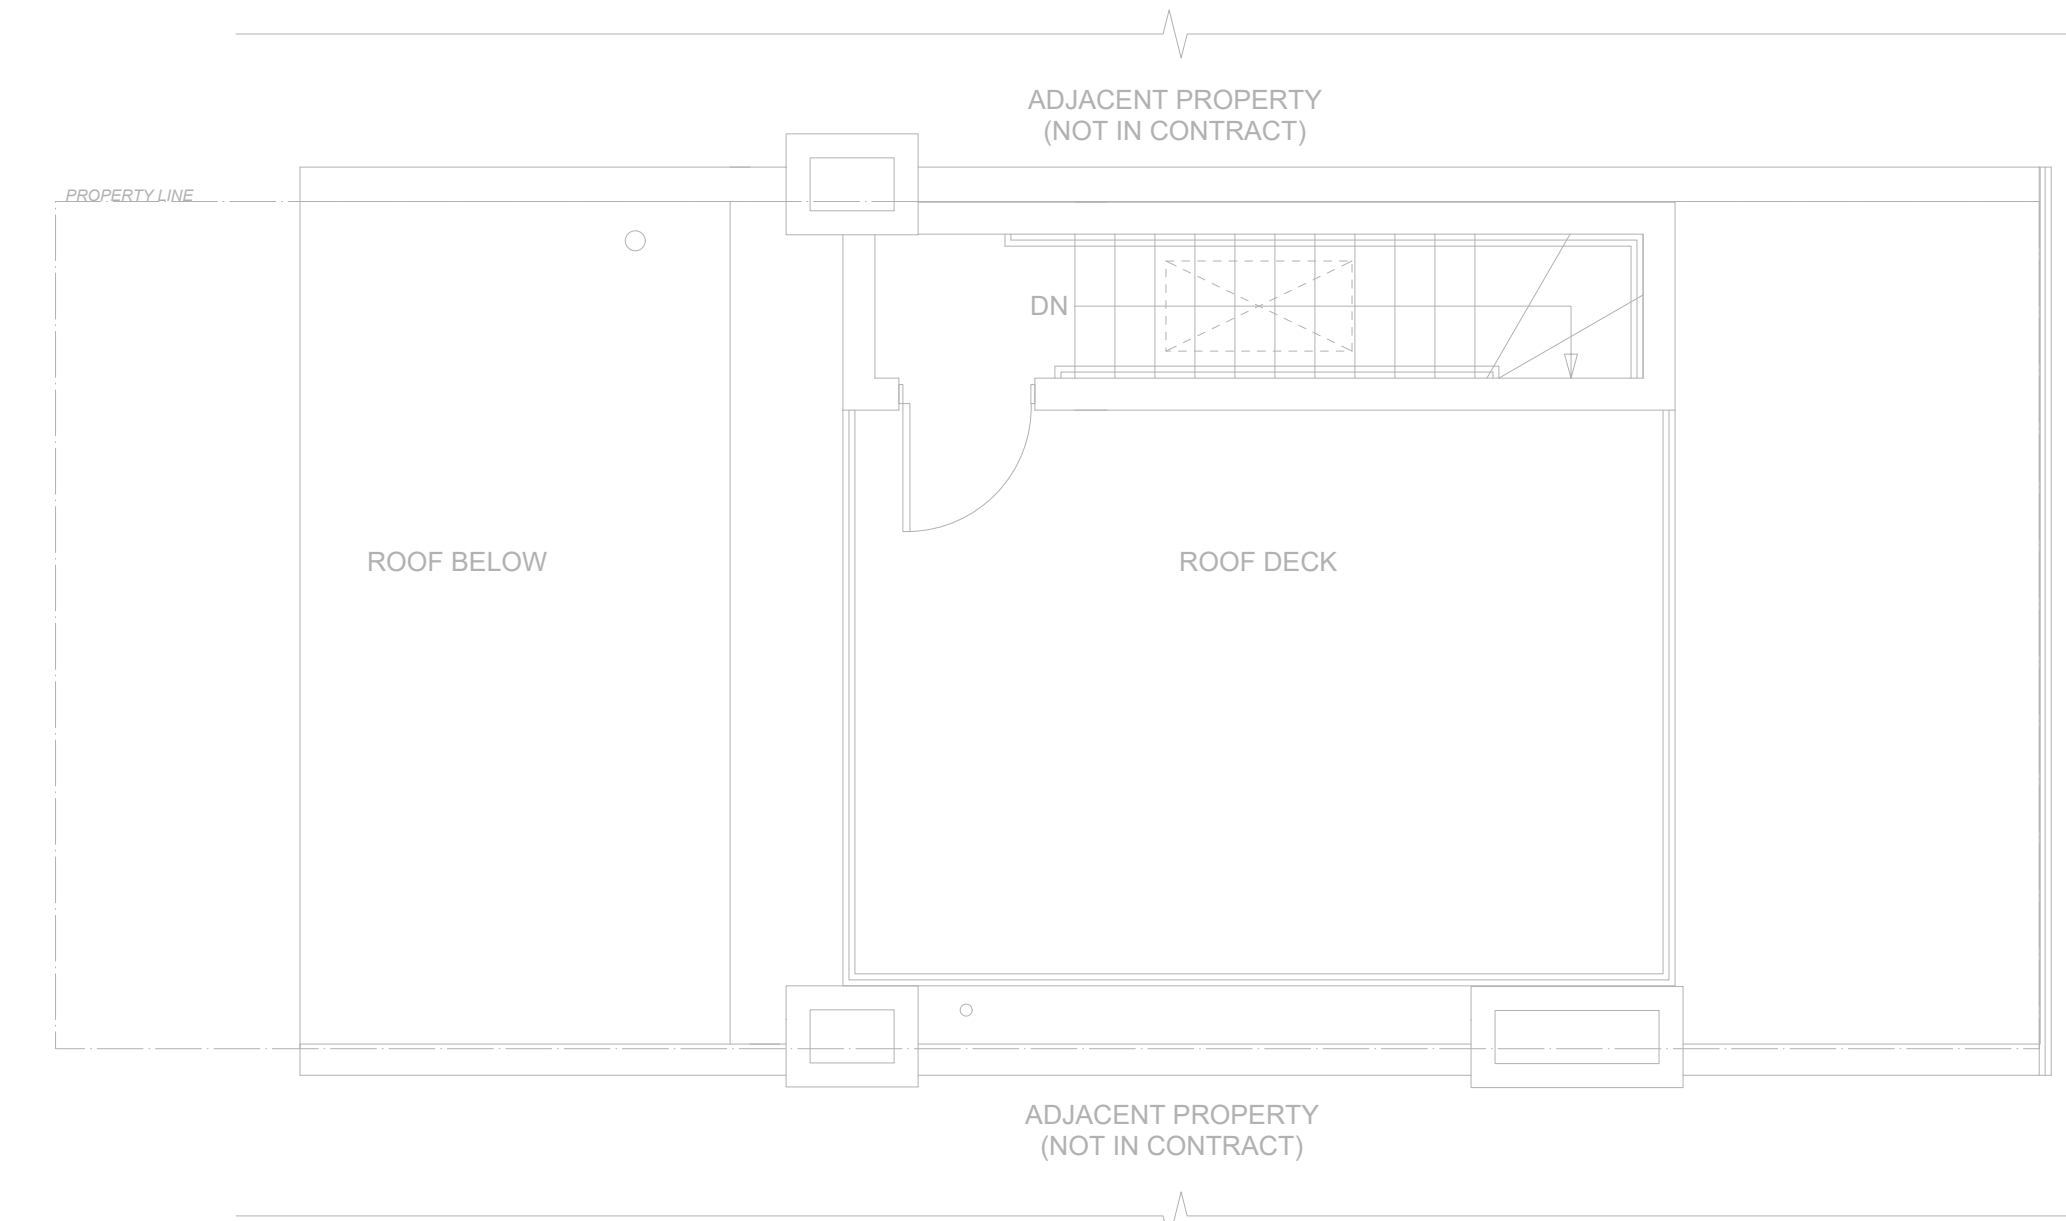 ADJACENT PROPERTY
(NOT IN CONTRACT)
PROPERTY LINE
DN
ROOF BELOW
ROOF DECK
ADJACENT PROPERTY
(NOT IN CONTRACT)